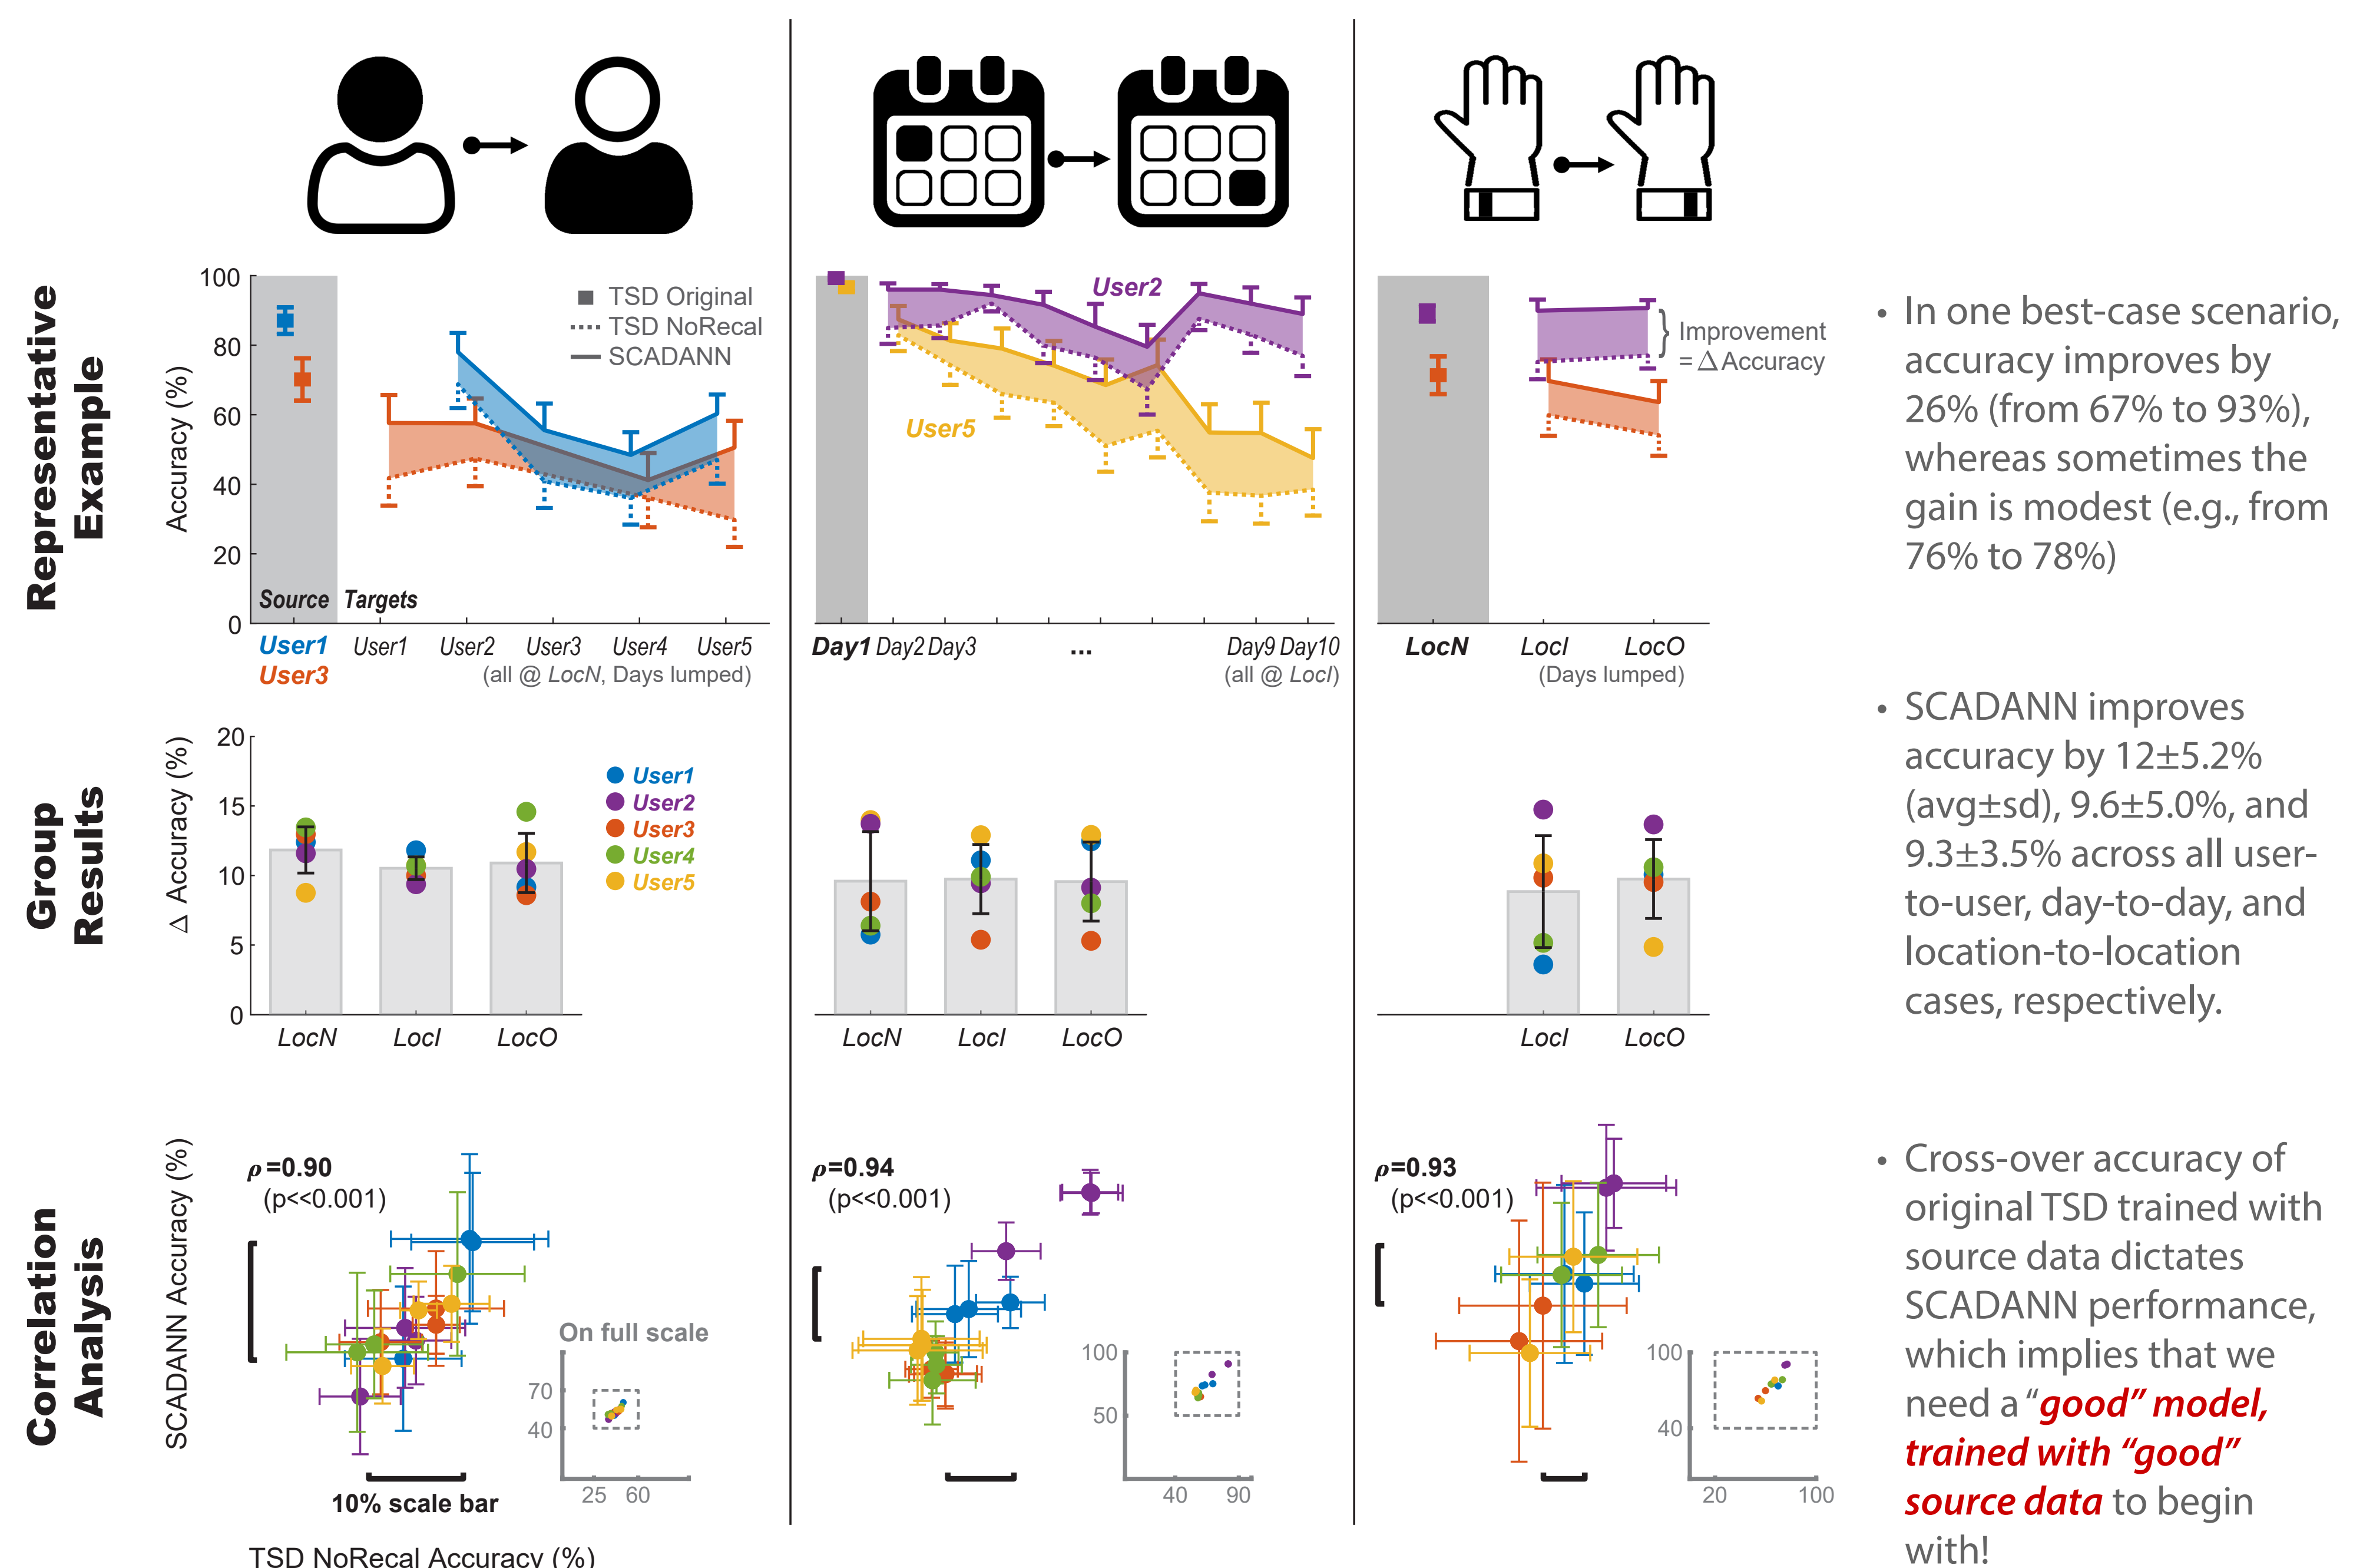 Representative
Example
Accuracy (%)
100
80
60
40
20
0
TSD Original
TSD NoRecal
SCADANN
Source
Targets
User1
User3
User1
User2
User3
User4
User5
(all @ LocN, Days lumped)
User2
User5
Day1
Day2
Day3
...
Day9
Day10
(all @ LocI)
Improvement
= Δ Accuracy
LocN
LocI
LocO
(Days lumped)
• In one best-case scenario,
accuracy improves by
26% (from 67% to 93%),
whereas sometimes the
gain is modest (e.g., from
76% to 78%)
Group
Results
Δ Accuracy (%)
20
15
10
5
0
User1
User2
User3
User4
User5
LocN
LocI
LocO
LocN
LocI
LocO
LocI
LocO
• SCADANN improves
accuracy by 12±5.2%
(avg±sd), 9.6±5.0%, and
9.3±3.5% across all user-
to-user, day-to-day, and
location-to-location
cases, respectively.
Correlation
Analysis
SCADANN Accuracy (%)
ρ=0.90
(p<<0.001)
On full scale
70
40
25
60
10% scale bar
TSD NoRecal Accuracy (%)
ρ=0.94
(p<<0.001)
100
50
40
90
ρ=0.93
(p<<0.001)
100
40
20
100
• Cross-over accuracy of
original TSD trained with
source data dictates
SCADANN performance,
which implies that we
need a “good” model,
trained with “good”
source data to begin
with!